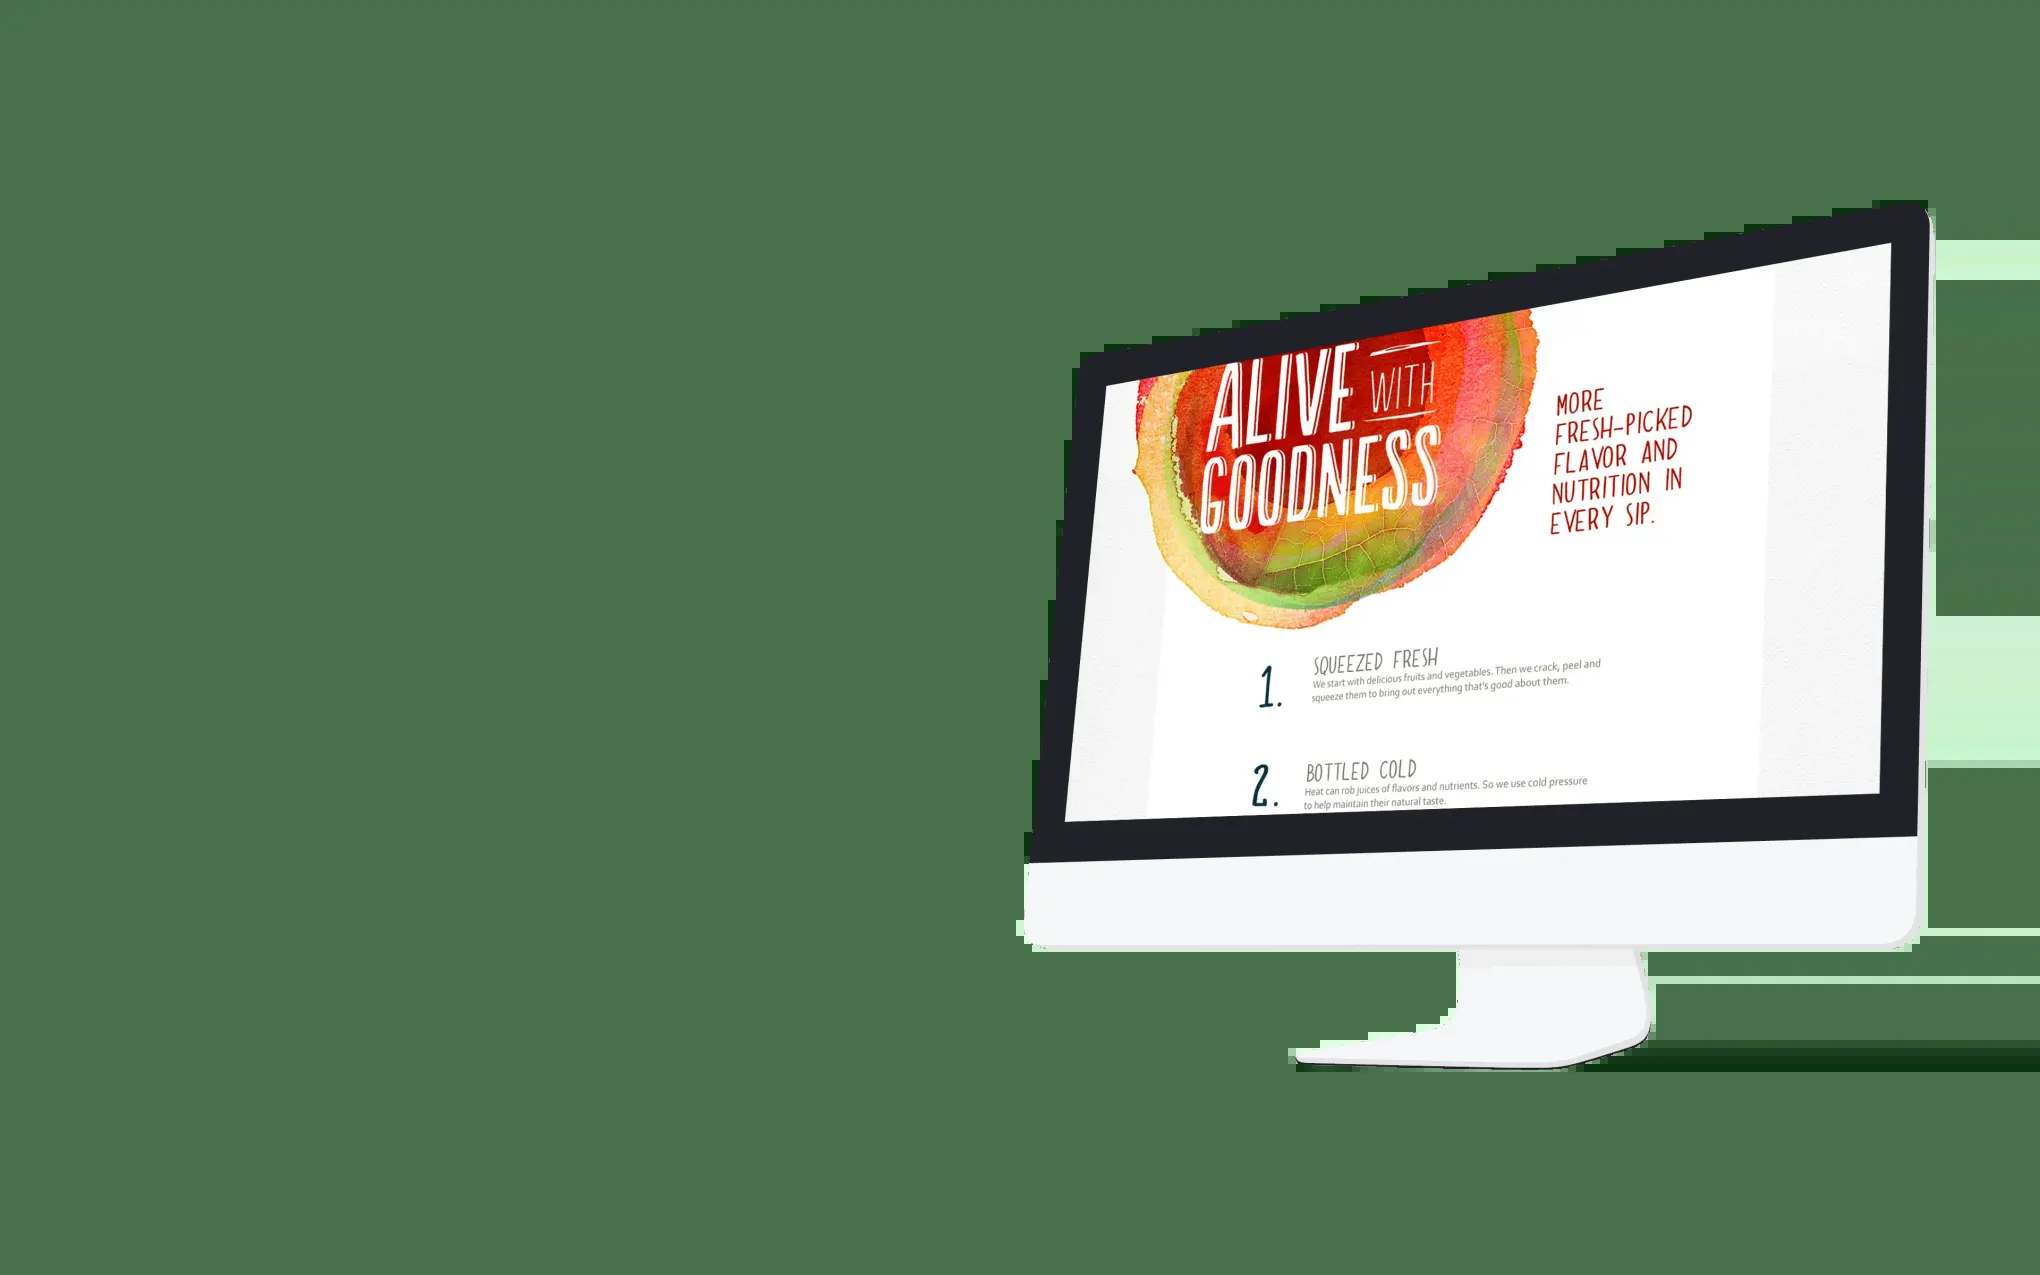 ALIVE WITH
GOODNESS
MORE
FRESH-PICKED
FLAVOR AND
NUTRITION IN
EVERY SIP.
1.
SQUEEZED FRESH
We start with delicious fruits and vegetables. Then we crack, peel and
squeeze them to bring out everything that's good about them.
2.
BOTTLED COLD
Heat can rob juices of flavors and nutrients. So we use cold pressure
to help maintain their natural taste.